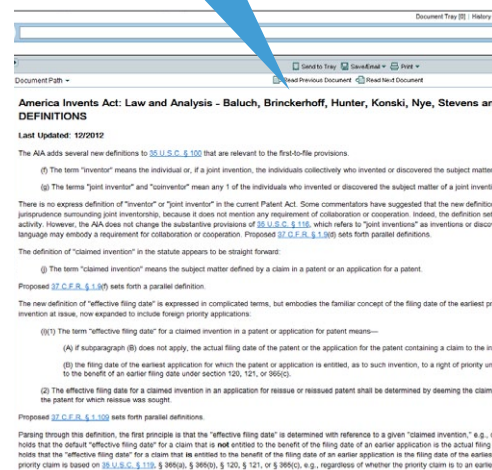 Document Tray [0] | History
Send to Tray Save/Email Print
Document Path
Read Previous Document Read Next Document
America Invents Act: Law and Analysis - Baluch, Brinckerhoff, Hunter, Konski, Nye, Stevens an
DEFINITIONS
Last Updated: 12/2012
The AIA adds several new definitions to 35 U.S.C. § 100 that are relevant to the first-to-file provisions.
(f) The term "inventor" means the individual or, if a joint invention, the individuals collectively who invented or discovered the subject matter
(g) The terms "joint inventor" and "coinventor" mean any 1 of the individuals who invented or discovered the subject matter of a joint inventi
There is no express definition of "inventor" or "joint inventor" in the current Patent Act. Some commentators have suggested that the new definition
jurisprudence surrounding joint inventorship, because it does not mention any requirement of collaboration or cooperation. Indeed, the definition set
activity. However, the AIA does not change the substantive provisions of 35 U.S.C. § 116, which refers to "joint inventions" as inventions or discov
language may embody a requirement for collaboration or cooperation. Proposed 37 C.F.R. § 1.9(f) sets forth parallel definitions.
The definition of "claimed invention" in the statute appears to be straight forward:
(j) The term "claimed invention" means the subject matter defined by a claim in a patent or an application for a patent.
Proposed 37 C.F.R. § 1.9(f) sets forth a parallel definition.
The new definition of "effective filing date" is expressed in complicated terms, but embodies the familiar concept of the filing date of the earliest pr
invention at issue, now expanded to include foreign priority applications:
(i)(1) The term "effective filing date" for a claimed invention in a patent or application for patent means—
(A) if subparagraph (B) does not apply, the actual filing date of the patent or the application for the patent containing a claim to the in
(B) the filing date of the earliest application for which the patent or application is entitled, as to such invention, to a right of priority un
to the benefit of an earlier filing date under section 120, 121, or 365(c).
(2) The effective filing date for a claimed invention in an application for reissue or reissued patent shall be determined by deeming the claim
the patent for which reissue was sought.
Proposed 37 C.F.R. § 1.109 sets forth parallel definitions.
Parsing through this definition, the first principle is that the "effective filing date" is determined with reference to a given "claimed invention," e.g., c
holds that the default "effective filing date" for a claim that is not entitled to the benefit of the filing date of an earlier application is the actual filing
holds that the "effective filing date" for a claim that is entitled to the benefit of the filing date of an earlier application is the filing date of the earlies
priority claim is based on 35 U.S.C. § 119, § 365(a), § 365(b), § 120, § 121, or § 365(c), e.g., regardless of whether the priority claim is to an earli